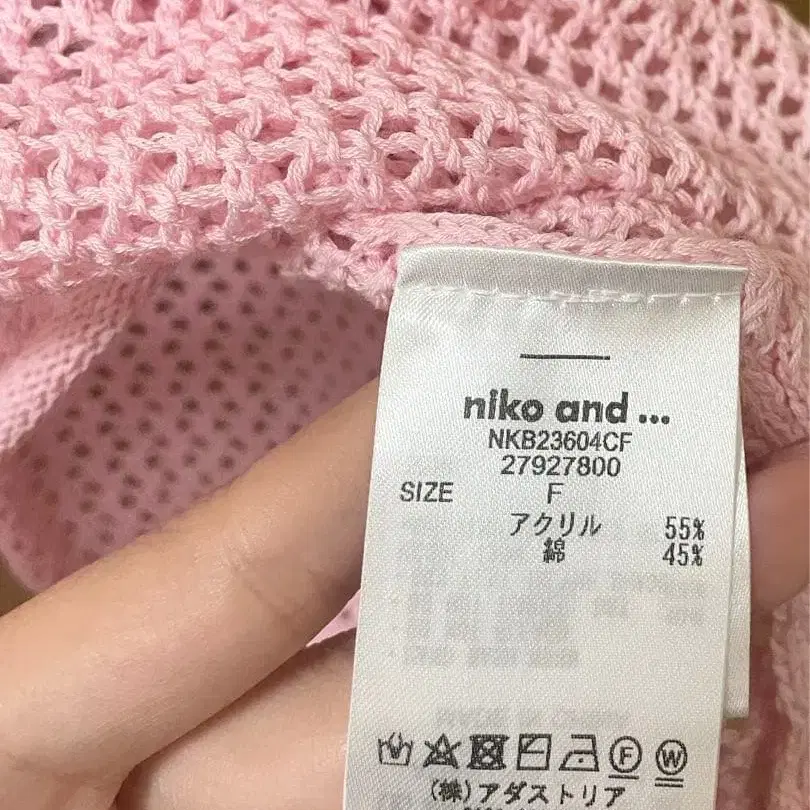 niko and ...
NKB23604CF
27927800
SIZE F
アクリル 55%
綿 45%
F W
(株)アダストリア